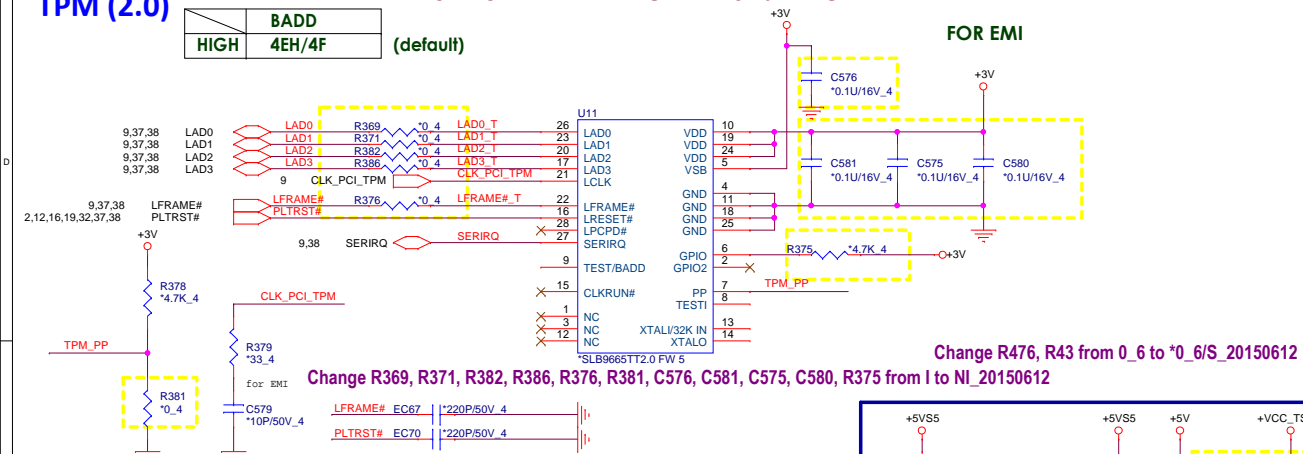 TPM (2.0)
BADD
HIGH 4EH/4F (default)
FOR EMI
+3V
C576
*0.1U/16V_4
+3V
U11
9,37,38 LAD0 LAD0 R369 *0_4 LAD0_T 26 LAD0 VDD 10
9,37,38 LAD1 LAD1 R371 *0_4 LAD1_T 23 LAD1 VDD 19
9,37,38 LAD2 LAD2 R382 *0_4 LAD2_T 20 LAD2 VDD 24
9,37,38 LAD3 LAD3 R386 *0_4 LAD3_T 17 LAD3 VSB 5
9 CLK_PCI_TPM CLK_PCI_TPM 21 LCLK
C581 C575 C580
*0.1U/16V_4 *0.1U/16V_4 *0.1U/16V_4
D
GND 4
9,37,38 LFRAME# LFRAME# R376 *0_4 LFRAME#_T 22 LFRAME# GND 11
2,12,16,19,32,37,38 PLTRST# PLTRST# 16 LRESET# GND 18
28 LPCPD# GND 25
9,38 SERIRQ SERIRQ 27 SERIRQ
GPIO 6 R375 *4.7K_4 +3V
9 TEST/BADD GPIO2 2
15 CLKRUN# PP 7 TPM_PP
TESTI 8
1 NC
3 NC XTALI/32K IN 13
12 NC XTALO 14
*SLB9665TT2.0 FW 5
+3V
R378
*4.7K_4
CLK_PCI_TPM
TPM_PP
R379
*33_4
for EMI
R381
*0_4
C579
*10P/50V_4
Change R476, R43 from 0_6 to *0_6/S_20150612
Change R369, R371, R382, R386, R376, R381, C576, C581, C575, C580, R375 from I to NI_20150612
LFRAME# EC67 *220P/50V_4
PLTRST# EC70 *220P/50V_4
+5VS5 +5VS5 +5V +VCC_TS